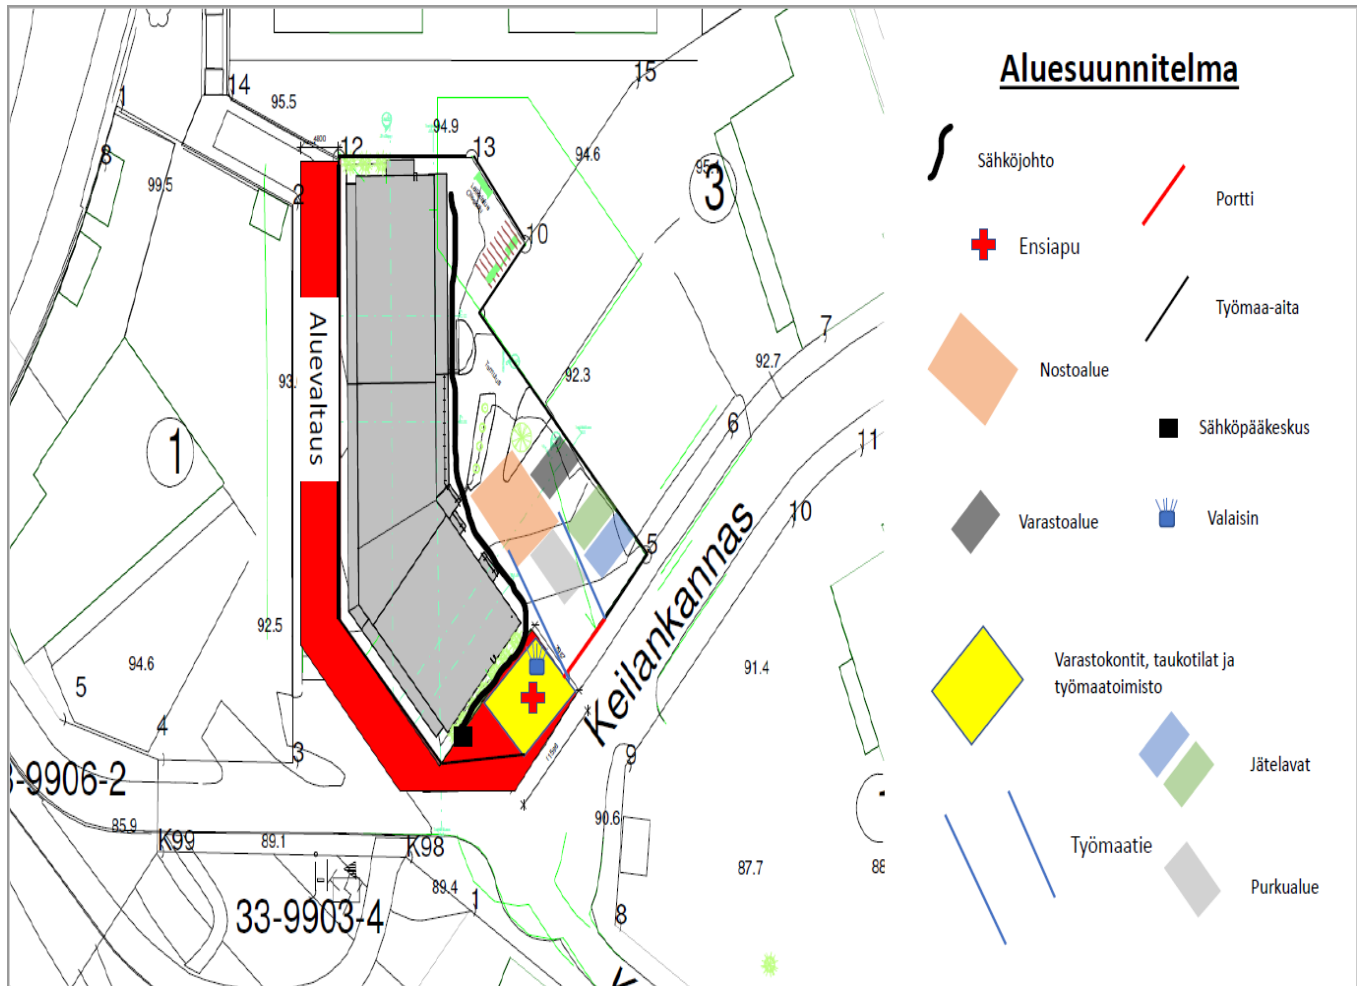 Aluesuunnitelma
Sähköjohto
Portti
Ensiapu
Työmaa-aita
Nostoalue
Sähköpääkeskus
Varastoalue
Valaisin
Varastokontit, taukotilat ja
työmaatoimisto
Jätelavat
Työmaatie
Purkualue
15
14
95.5
1
94.9
12
13
94.6
8
3
99.5
2
10
Aluevaltaus
7
92.3
92.7
6
11
1
10
5
Keilankannas
92.5
94.6
91.4
5
4
3
9
33-9903-4
85.9
K99
89.1
K98
90.6
87.7
89.4
1
8